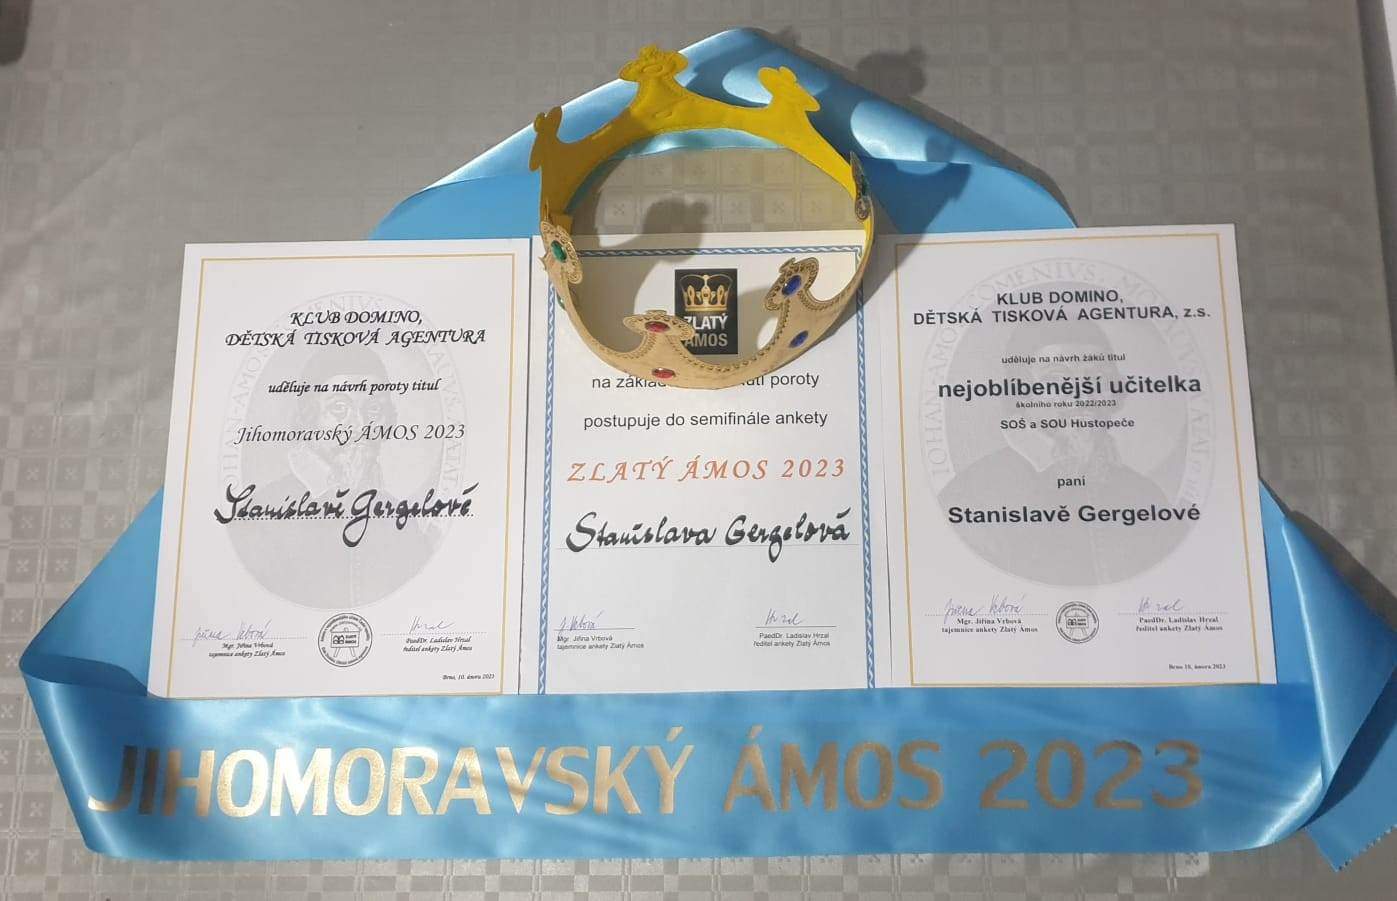 KLUB DOMINO,
DĚTSKÁ TISKOVÁ AGENTURA
uděluje na návrh poroty titul
Jihomoravský ÁMOS 2023
Stanislavě Gergelové
Mgr. Jiřina Vrbová
tajemnice ankety Zlatý Ámos
PaedDr. Ladislav Hrzal
ředitel ankety Zlatý Ámos
Brno, 10. února 2023
ZLATÝ
ÁMOS
na poroty
postupuje do semifinále ankety
ZLATÝ ÁMOS 2023
Stanislava Gergelová
Mgr. Jiřina Vrbová
tajemnice ankety Zlatý Ámos
PaedDr. Ladislav Hrzal
ředitel ankety Zlatý Ámos
KLUB DOMINO,
DĚTSKÁ TISKOVÁ AGENTURA, z.s.
uděluje na návrh žáků titul
nejoblíbenější učitelka
školního roku 2022/2023
SOŠ a SOU Hustopeče
paní
Stanislavě Gergelové
Mgr. Jiřina Vrbová
tajemnice ankety Zlatý Ámos
PaedDr. Ladislav Hrzal
ředitel ankety Zlatý Ámos
Brno 10. února 2023
JIHOMORAVSKÝ ÁMOS 2023